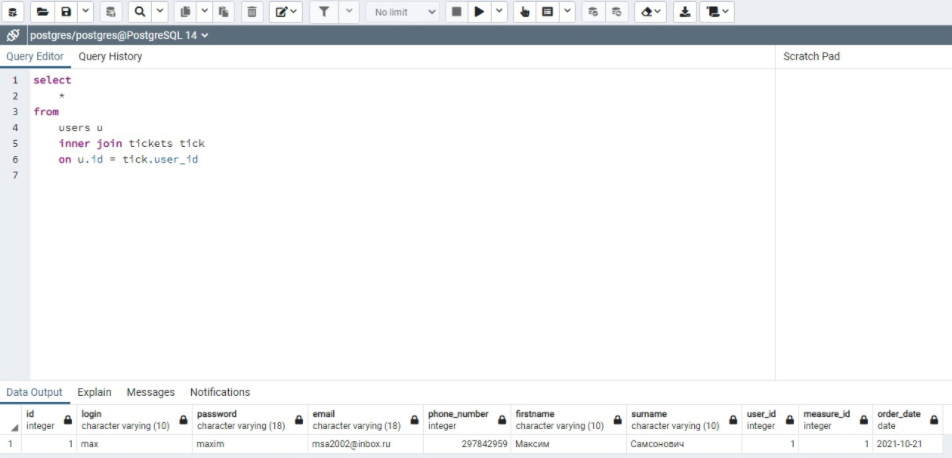 No limit
postgres/postgres@PostgreSQL 14
Query Editor Query History Scratch Pad
1 select
2 *
3 from
4 users u
5 inner join tickets tick
6 on u.id = tick.user_id
7
Data Output Explain Messages Notifications
id login password email phone_number firstname surname user_id measure_id order_date
integer character varying (10) character varying (18) character varying (18) integer character varying (10) character varying (10) integer integer date
1 1 max maxim msa2002@inbox.ru 297842959 Максим Самсонович 1 1 2021-10-21